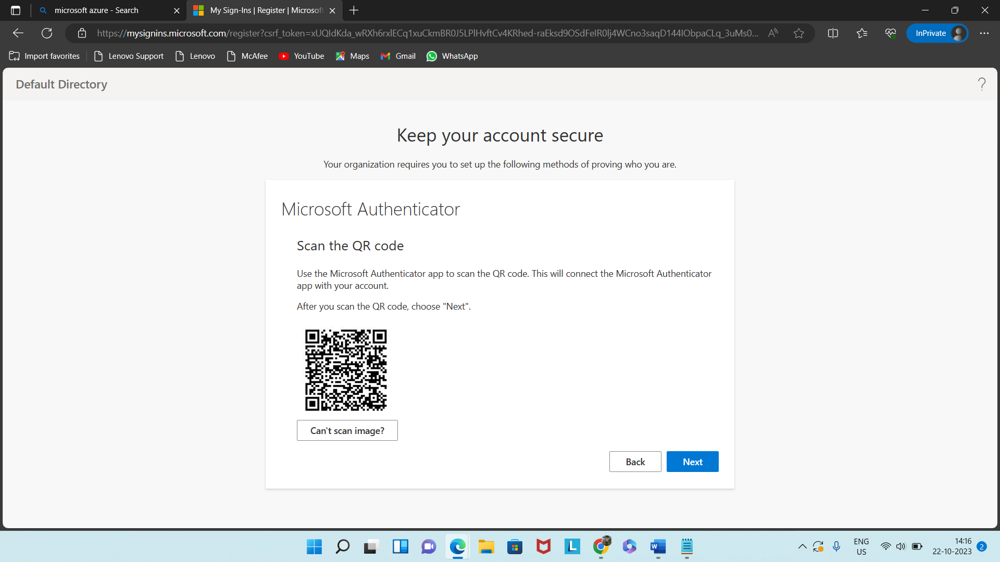 microsoft azure - Search
My Sign-Ins | Register | Microsoft
https://mysignins.microsoft.com/register?csrf_token=xUQIdKda_wRXh6rxlECq1xuCkmBR0J5LPlHvftCv4KRhed-raEksd9OSdFeIR0lj4WCno3saqD144IObpaCLq_3uMs0...
InPrivate
Import favorites
Lenovo Support
Lenovo
McAfee
YouTube
Maps
Gmail
WhatsApp
Default Directory
?
Keep your account secure
Your organization requires you to set up the following methods of proving who you are.
Microsoft Authenticator
Scan the QR code
Use the Microsoft Authenticator app to scan the QR code. This will connect the Microsoft Authenticator
app with your account.
After you scan the QR code, choose "Next".
Can't scan image?
Back
Next
ENG
US
14:16
22-10-2023
2